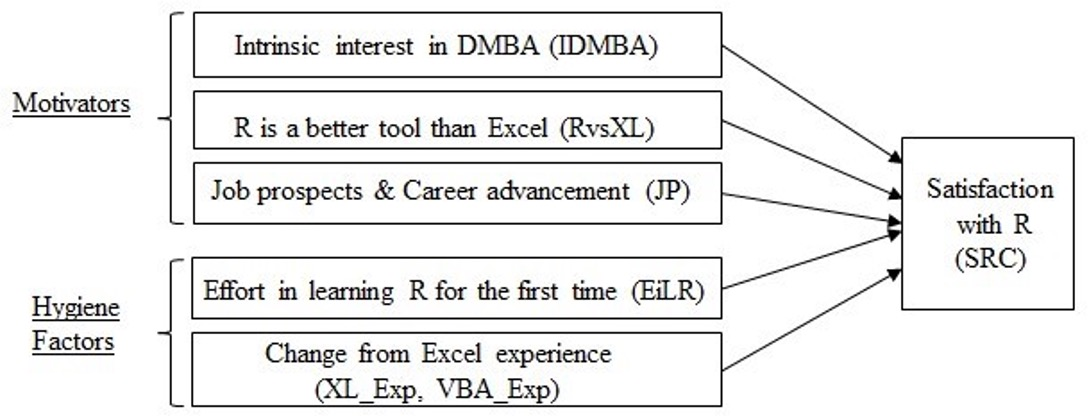 Motivators
Intrinsic interest in DMBA (IDMBA)
R is a better tool than Excel (RvsXL)
Job prospects & Career advancement (JP)
Hygiene
Factors
Effort in learning R for the first time (EiLR)
Change from Excel experience
(XL_Exp, VBA_Exp)
Satisfaction
with R
(SRC)